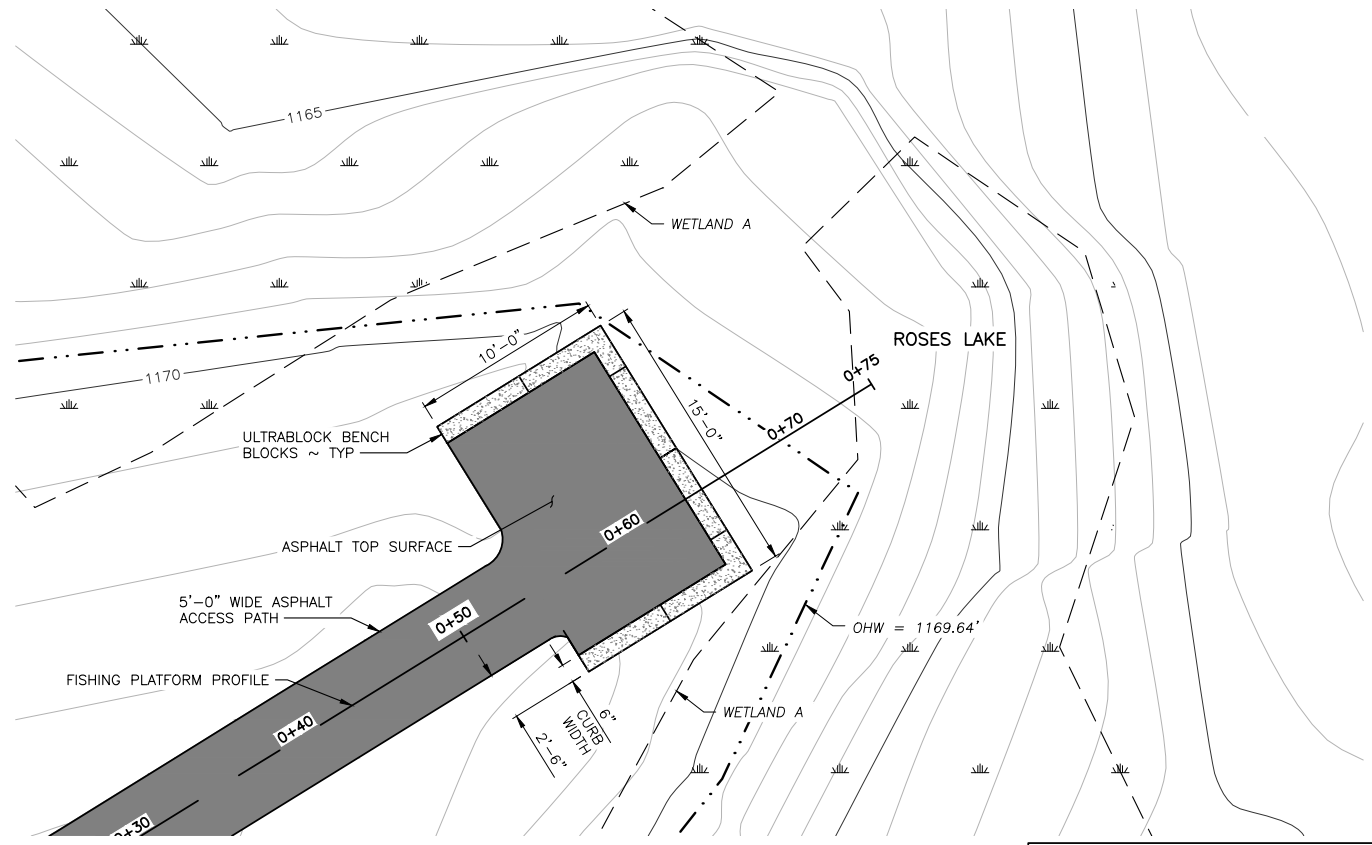 1165
WETLAND A
ROSES LAKE
10'-0"
0+75
1170
15'-0"
0+70
ULTRABLOCK BENCH
BLOCKS ~ TYP
0+60
ASPHALT TOP SURFACE
5'-0" WIDE ASPHALT
ACCESS PATH
0+50
OHW = 1169.64'
FISHING PLATFORM PROFILE
6"
CURB
WIDTH
WETLAND A
0+40
2'-6"
0+30